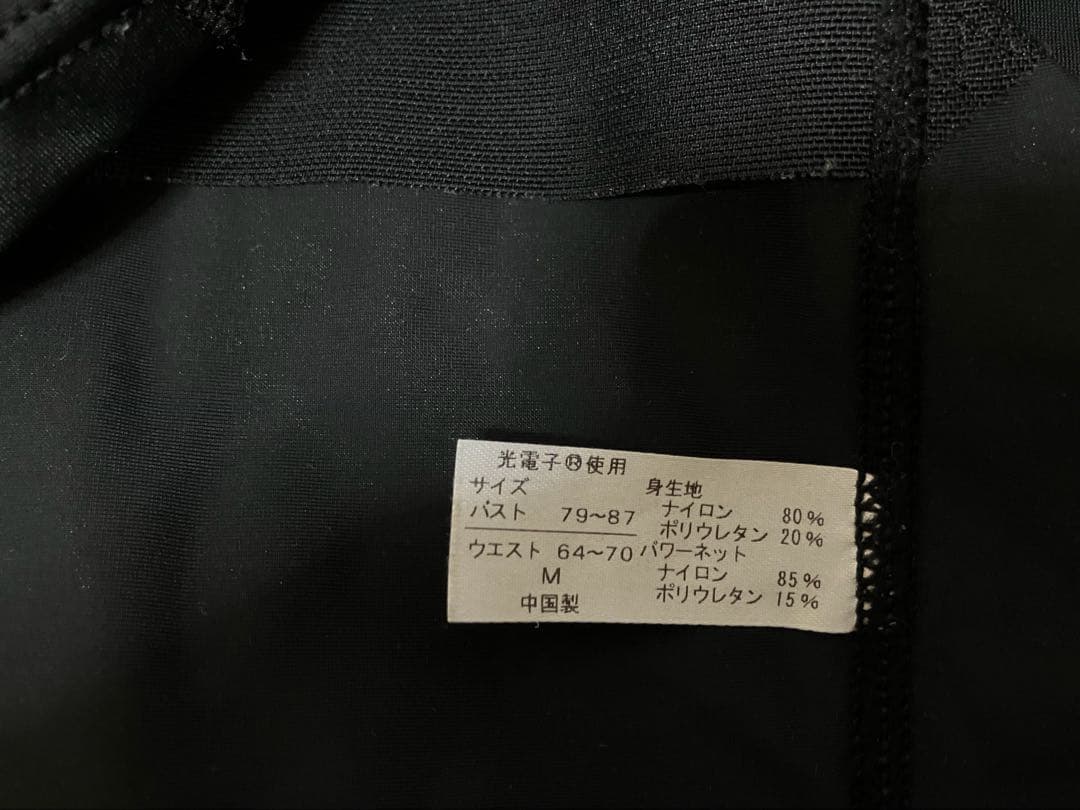 光電子®使用
サイズ
バスト 79〜87
ウエスト 64〜70
M
中国製
身生地
ナイロン 80%
ポリウレタン 20%
パワーネット
ナイロン 85%
ポリウレタン 15%